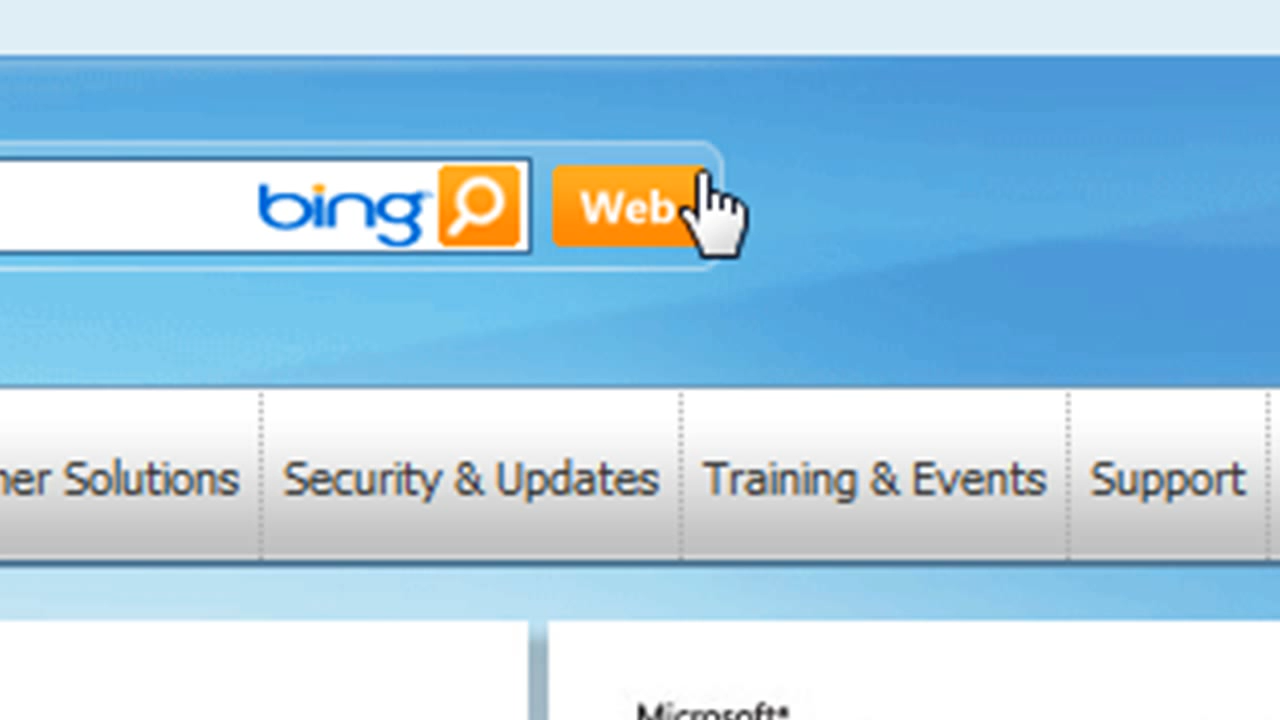 bing Web
ner Solutions Security & Updates Training & Events Support
Microsoft*